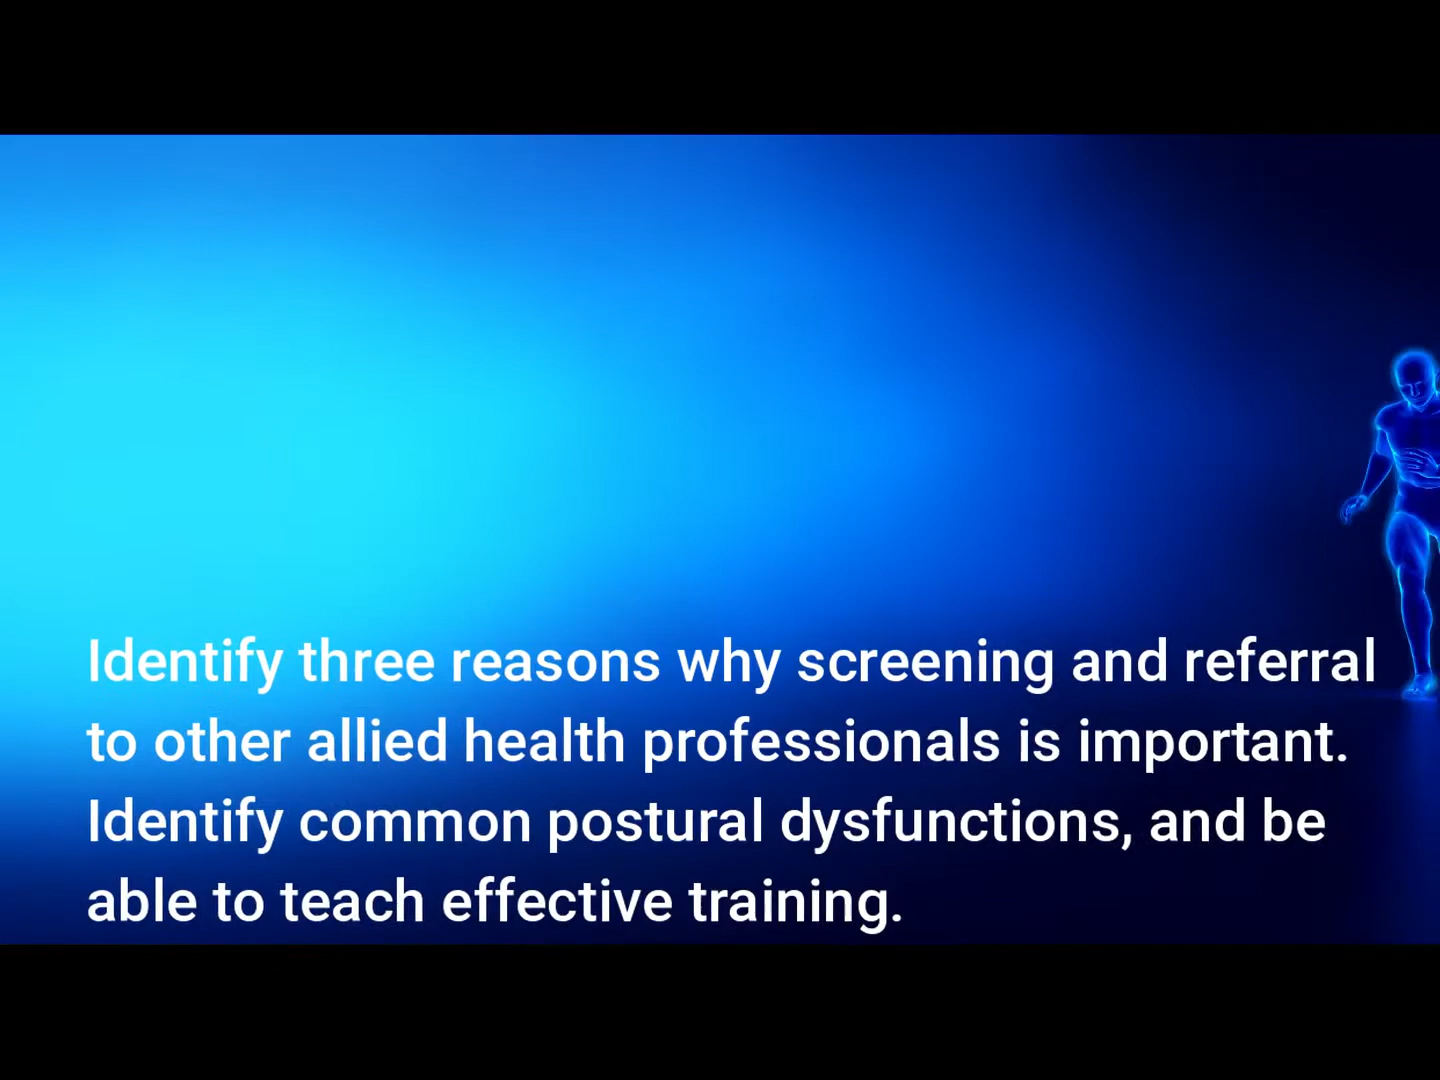 Identify three reasons why screening and referral
to other allied health professionals is important.
Identify common postural dysfunctions, and be
able to teach effective training.